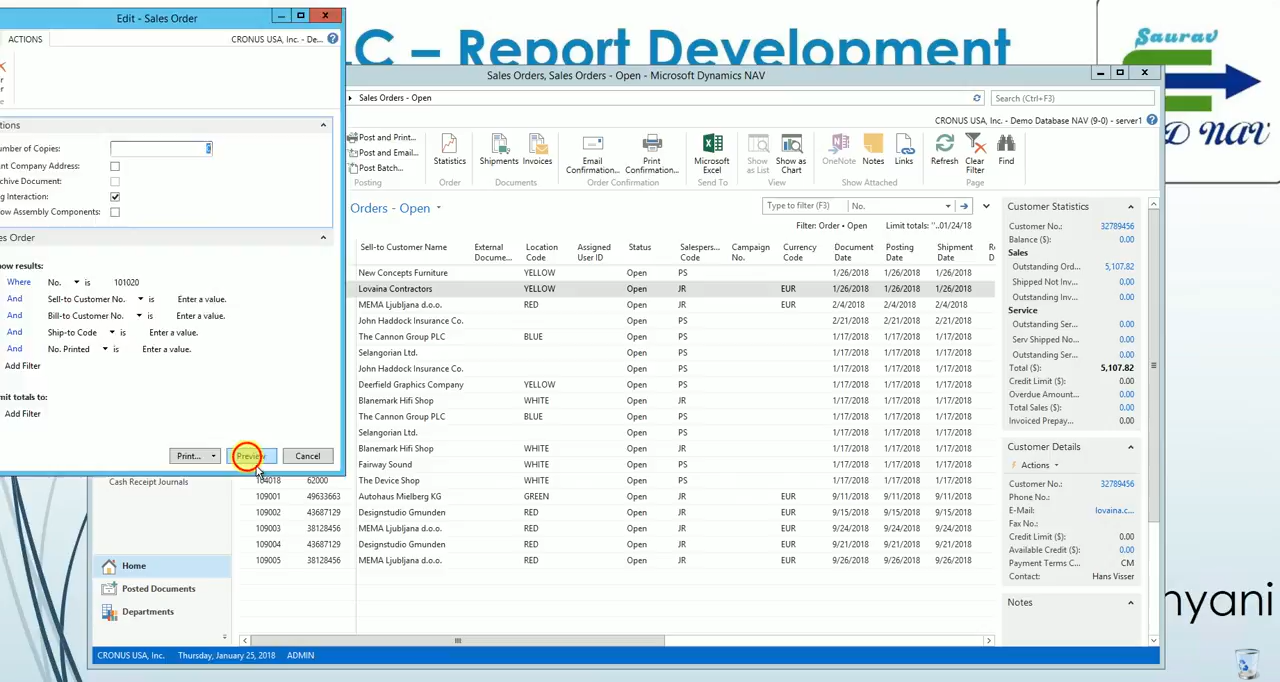 C – Report Development
Saurav
D NAV
nyani
Edit - Sales Order
ACTIONS
CRONUS USA, Inc. - De...
Number of Copies:
Company Address:
Archive Document:
Interaction:
Assembly Components:
Order
results:
Where No. is 101020
And Sell-to Customer No. is Enter a value.
And Bill-to Customer No. is Enter a value.
And Ship-to Code is Enter a value.
And No. Printed is Enter a value.
Add Filter
totals to:
Add Filter
Print... Preview Cancel
Sales Orders, Sales Orders - Open - Microsoft Dynamics NAV
Sales Orders - Open
Search (Ctrl+F3)
CRONUS USA, Inc. - Demo Database NAV (9-0) - server1
Post and Print...
Post and Email...
Post Batch...
Posting
Statistics
Order
Shipments Invoices
Documents
Email Confirmation...
Print Confirmation...
Order Confirmation
Microsoft Excel
Send To
Show as List
Show as Chart
View
OneNote Notes Links
Show Attached
Refresh
Clear Filter
Find
Page
Orders - Open
Type to filter (F3) No.
Filter: Order • Open Limit totals: ''..01/24/18
Sell-to Customer Name External Docume... Location Code Assigned User ID Status Salespers... Code Campaign No. Currency Code Document Date Posting Date Shipment Date
New Concepts Furniture YELLOW Open PS 1/26/2018 1/26/2018 1/26/2018
Lovaina Contractors YELLOW Open JR EUR 1/26/2018 1/26/2018 1/26/2018
MEMA Ljubljana d.o.o. RED Open JR EUR 2/4/2018 2/4/2018 2/4/2018
John Haddock Insurance Co. Open PS 2/21/2018 2/21/2018 2/21/2018
The Cannon Group PLC BLUE Open PS 1/17/2018 1/17/2018 1/17/2018
Selangorian Ltd. Open PS 1/17/2018 1/17/2018 1/17/2018
John Haddock Insurance Co. Open PS 1/17/2018 1/17/2018 1/17/2018
Deerfield Graphics Company YELLOW Open PS 1/17/2018 1/17/2018 1/17/2018
Blanemark Hifi Shop WHITE Open PS 1/17/2018 1/17/2018 1/17/2018
The Cannon Group PLC BLUE Open PS 1/17/2018 1/17/2018 1/17/2018
Selangorian Ltd. Open PS 1/17/2018 1/17/2018 1/17/2018
Blanemark Hifi Shop WHITE Open PS 1/17/2018 1/17/2018 1/17/2018
Fairway Sound WHITE Open PS 1/17/2018 1/17/2018 1/17/2018
104018 62000 The Device Shop WHITE Open PS 1/17/2018 1/17/2018 1/17/2018
109001 49633663 Autohaus Mielberg KG GREEN Open JR EUR 9/11/2018 9/11/2018 9/11/2018
109002 43687129 Designstudio Gmunden RED Open JR EUR 9/15/2018 9/15/2018 9/15/2018
109003 38128456 MEMA Ljubljana d.o.o. RED Open JR EUR 9/24/2018 9/24/2018 9/24/2018
109004 43687129 Designstudio Gmunden RED Open JR EUR 9/21/2018 9/21/2018 9/21/2018
109005 38128456 MEMA Ljubljana d.o.o. RED Open JR EUR 9/26/2018 9/26/2018 9/26/2018
Customer Statistics
Customer No.: 32789456
Balance ($): 0.00
Sales
Outstanding Ord... 5,107.82
Shipped Not Inv... 0.00
Outstanding Inv... 0.00
Service
Outstanding Ser... 0.00
Serv Shipped No... 0.00
Outstanding Ser... 0.00
Total ($): 5,107.82
Credit Limit ($): 0.00
Overdue Amount... 0.00
Total Sales ($): 0.00
Invoiced Prepay... 0.00
Customer Details
Actions
Customer No.: 32789456
Phone No.:
E-Mail: lovaina.c...
Fax No.:
Credit Limit ($): 0.00
Available Credit ($): 0.00
Payment Terms C... CM
Contact: Hans Visser
Notes
Cash Receipt Journals
Home
Posted Documents
Departments
CRONUS USA, Inc. Thursday, January 25, 2018 ADMIN